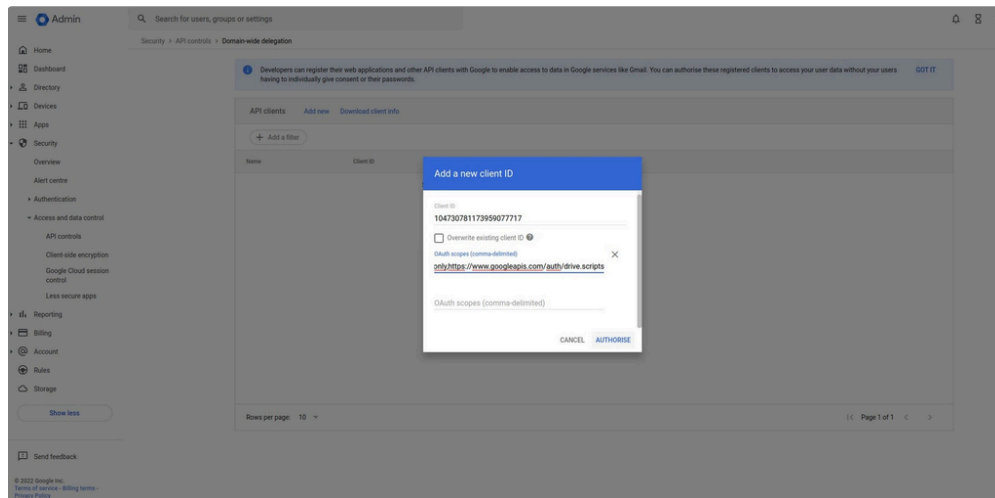 Admin
Search for users, groups or settings
Security > API controls > Domain-wide delegation
Home
Dashboard
Directory
Devices
Apps
Security
Overview
Alert centre
Authentication
Access and data control
API controls
Client-side encryption
Google Cloud session
control
Less secure apps
Reporting
Billing
Account
Rules
Storage
Show less
Send feedback
© 2022 Google Inc.
Terms of service - Billing terms -
Privacy Policy
Developers can register their web applications and other API clients with Google to enable access to data in Google services like Gmail. You can authorise these registered clients to access your user data without your users
having to individually give consent or their passwords.
GOT IT
API clients Add new Download client info
+ Add a filter
Name Client ID
Add a new client ID
Client ID
104730781173959077717
Overwrite existing client ID
OAuth scopes (comma-delimited)
only,https://www.googleapis.com/auth/drive.scripts
OAuth scopes (comma-delimited)
CANCEL AUTHORISE
Rows per page: 10
Page 1 of 1